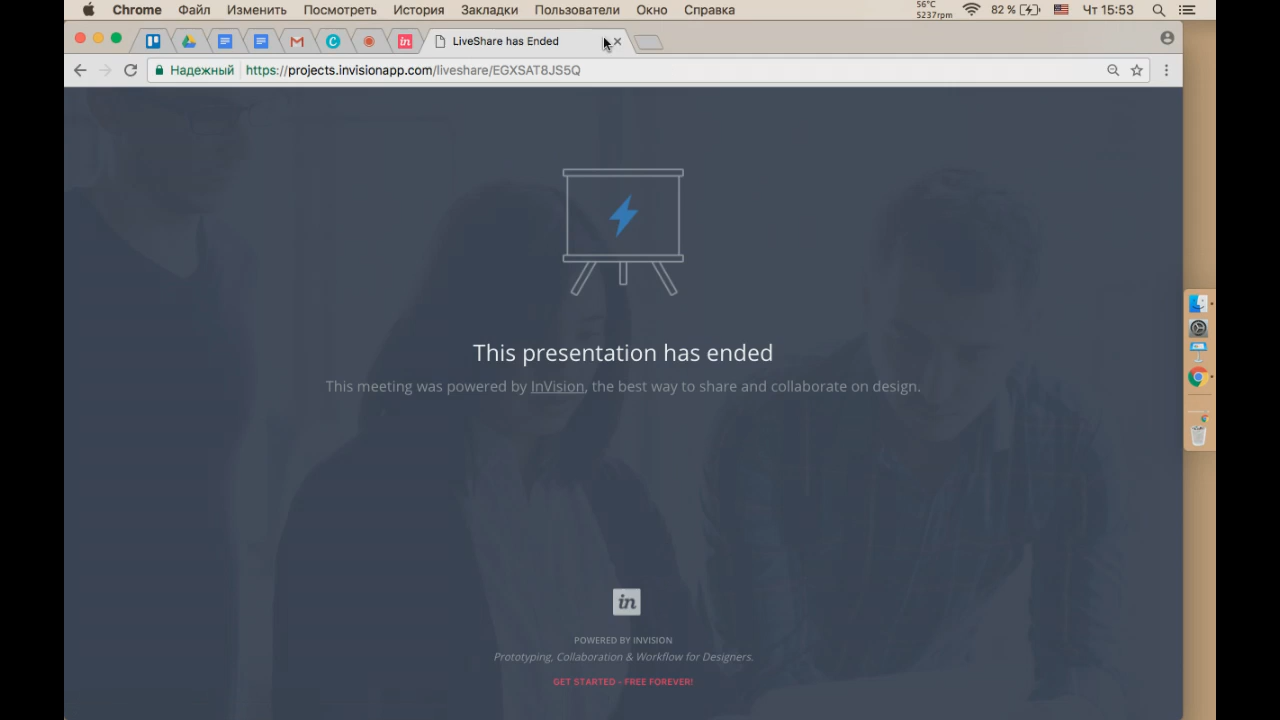 Chrome Файл Изменить Посмотреть История Закладки Пользователи Окно Справка 56°C 5237rpm 82 % Чт 15:53
LiveShare has Ended
Надежный https://projects.invisionapp.com/liveshare/EGXSAT8JS5Q
This presentation has ended
This meeting was powered by InVision, the best way to share and collaborate on design.
in
POWERED BY INVISION
Prototyping, Collaboration & Workflow for Designers.
GET STARTED - FREE FOREVER!